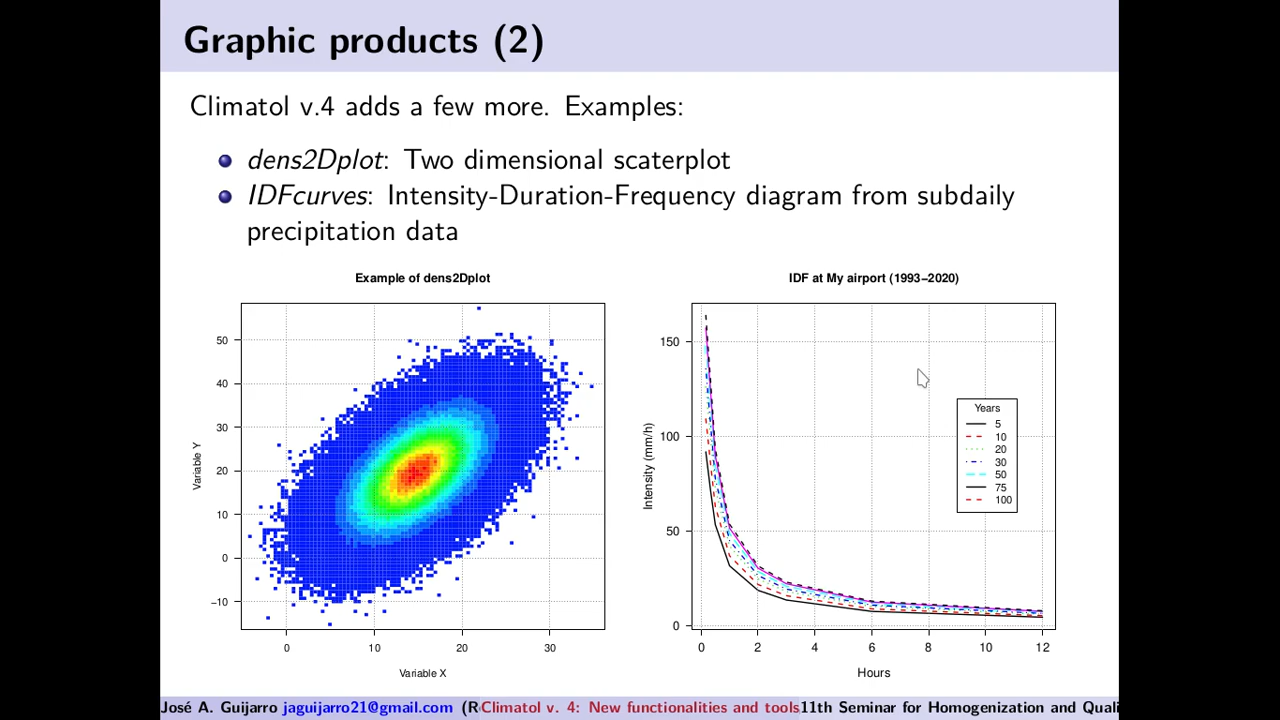 Graphic products (2)
Climatol v.4 adds a few more. Examples:
dens2Dplot: Two dimensional scaterplot
IDFcurves: Intensity-Duration-Frequency diagram from subdaily
precipitation data
Example of dens2Dplot
50
40
30
20
10
0
−10
Variable Y
0 10 20 30
Variable X
IDF at My airport (1993−2020)
150
100
50
0
Intensity (mm/h)
Years
5
10
20
30
50
75
100
0 2 4 6 8 10 12
Hours
José A. Guijarro jaguijarro21@gmail.com (R Climatol v. 4: New functionalities and tools 11th Seminar for Homogenization and Quali